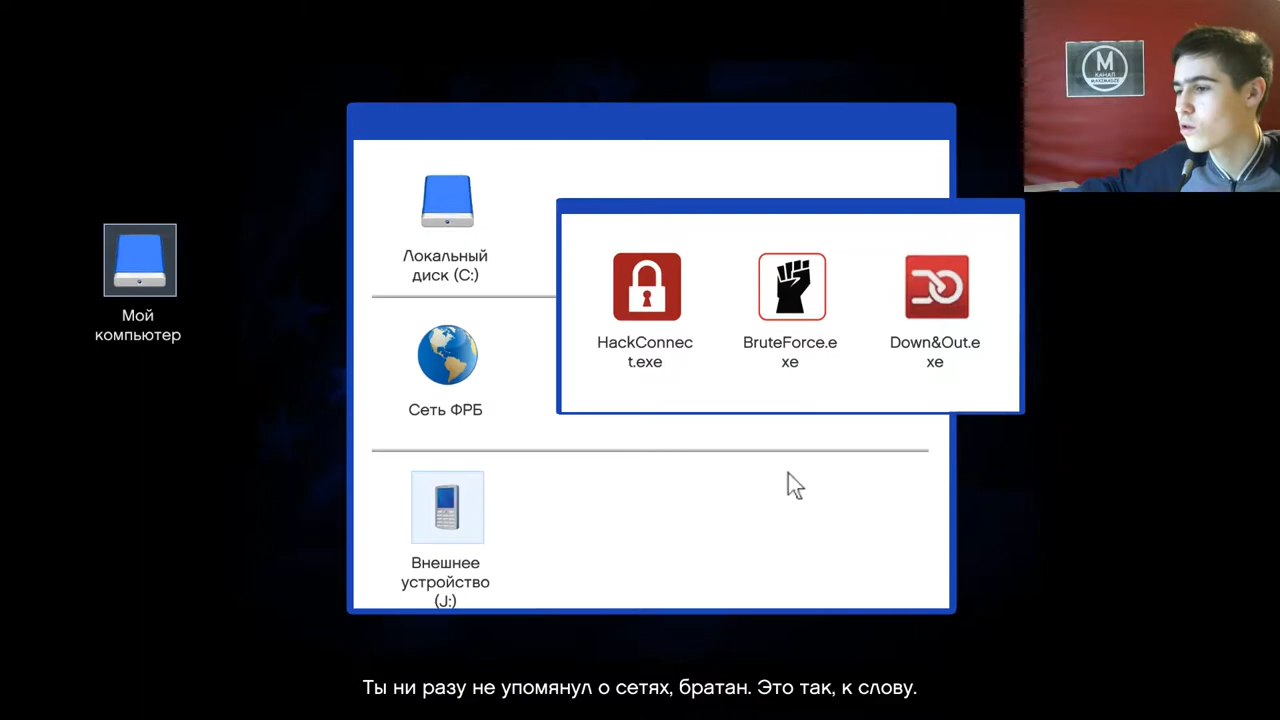 М
КАНАЛ
Локальный
диск (C:)
HackConnec
t.exe
BruteForce.e
xe
Down&Out.e
xe
Мой
компьютер
Сеть ФРБ
Внешнее
устройство
(J:)
Ты ни разу не упомянул о сетях, братан. Это так, к слову.